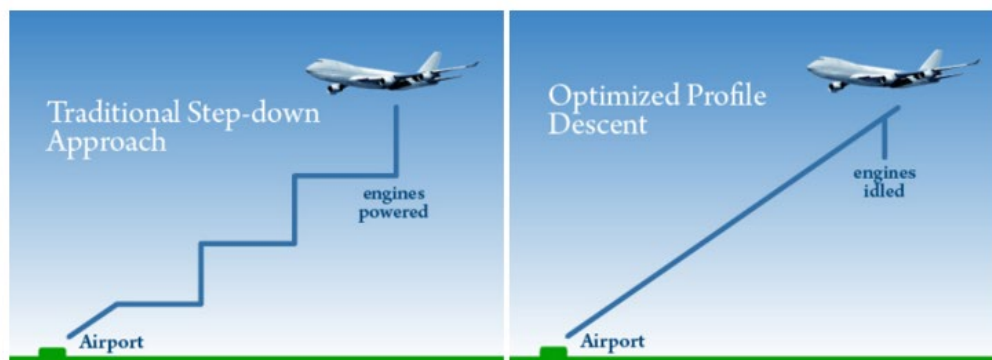 Traditional Step-down
Approach
engines
powered
Airport
Optimized Profile
Descent
engines
idled
Airport